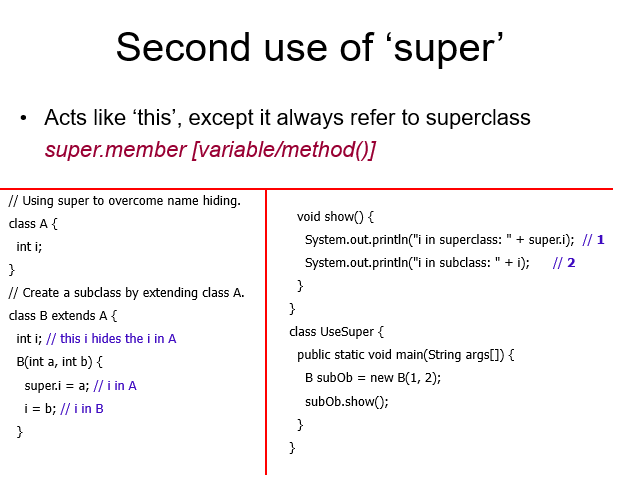 Second use of ‘super’
• Acts like ‘this’, except it always refer to superclass
super.member [variable/method()]
// Using super to overcome name hiding.
class A {
int i;
}
// Create a subclass by extending class A.
class B extends A {
int i; // this i hides the i in A
B(int a, int b) {
super.i = a; // i in A
i = b; // i in B
}
void show() {
System.out.println("i in superclass: " + super.i); // 1
System.out.println("i in subclass: " + i); // 2
}
}
class UseSuper {
public static void main(String args[]) {
B subOb = new B(1, 2);
subOb.show();
}
}